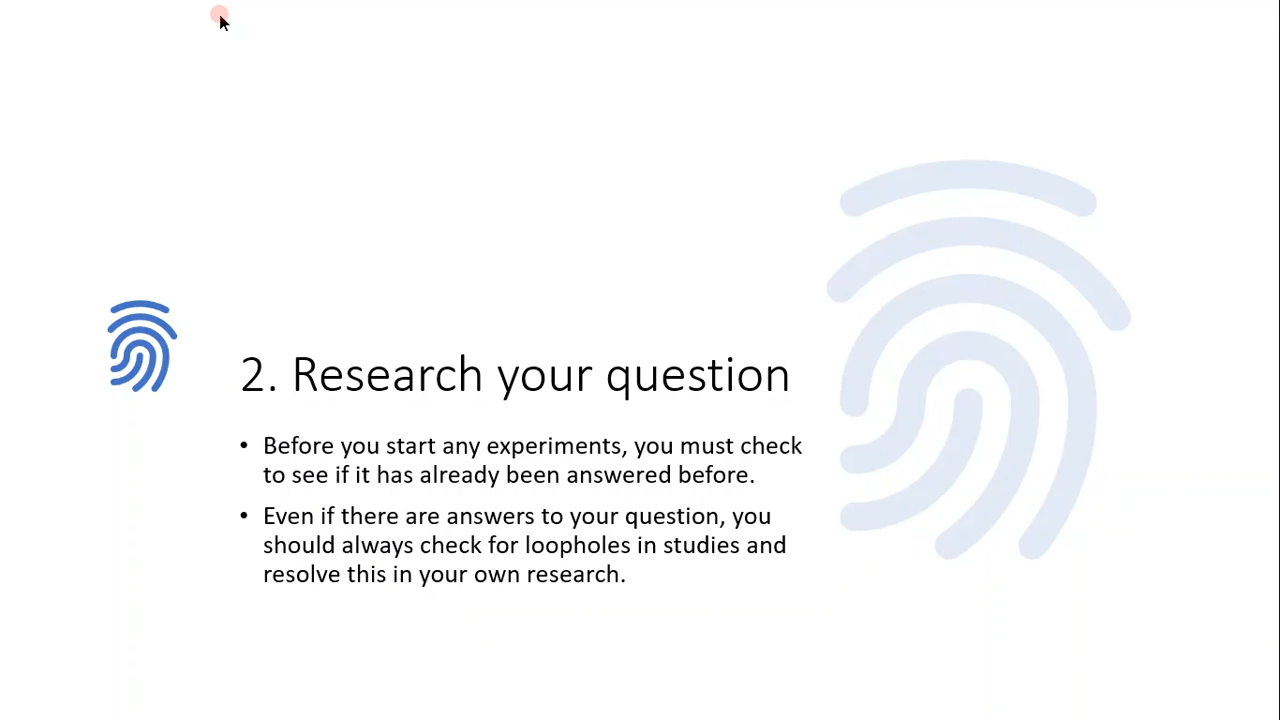 2. Research your question
• Before you start any experiments, you must check
to see if it has already been answered before.
• Even if there are answers to your question, you
should always check for loopholes in studies and
resolve this in your own research.